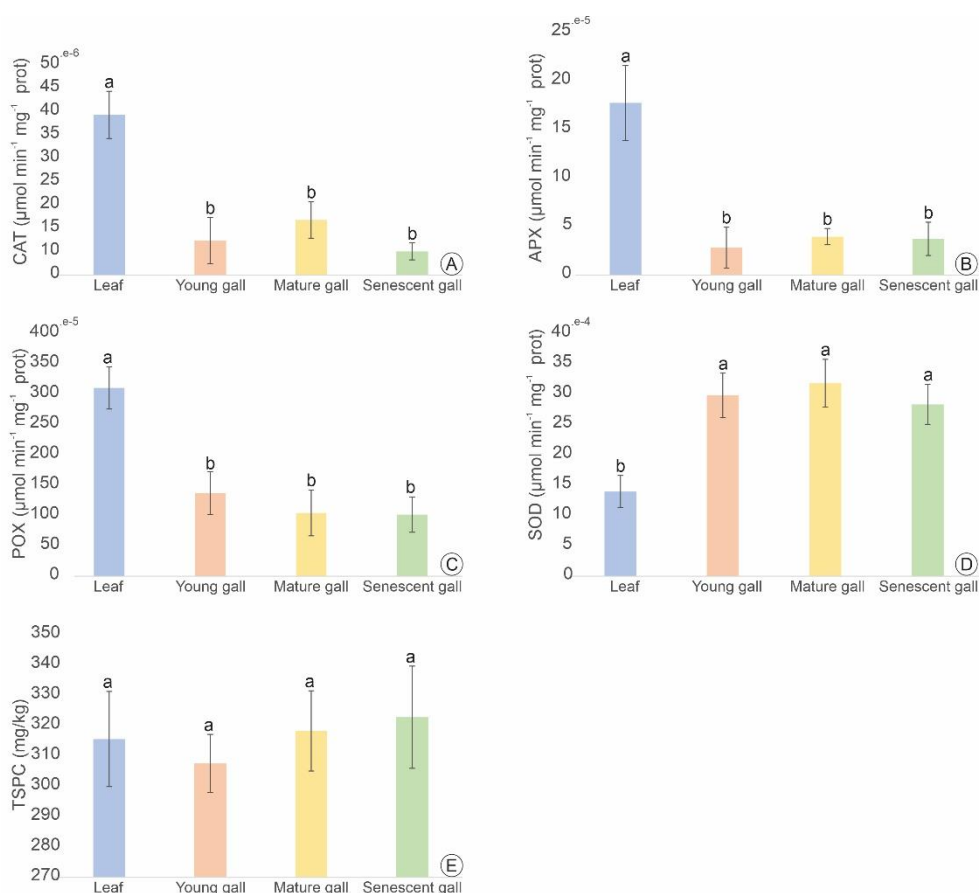 .e-6
50
45
40
35
30
25
20
15
10
0
CAT (µmol min⁻¹ mg⁻¹ prot)
a
b
b
b
Leaf Young gall Mature gall Senescent gall
A
.e-5
25
20
15
10
5
0
APX (µmol min⁻¹ mg⁻¹ prot)
a
b
b
b
Leaf Young gall Mature gall Senescent gall
B
.e-5
400
350
300
250
200
150
100
50
0
POX (µmol min⁻¹ mg⁻¹ prot)
a
b
b
b
Leaf Young gall Mature gall Senescent gall
C
.e-4
40
35
30
25
20
15
10
5
0
SOD (µmol min⁻¹ mg⁻¹ prot)
b
a
a
a
Leaf Young gall Mature gall Senescent gall
D
350
340
330
320
310
300
290
280
270
TSPC (mg/kg)
a
a
a
a
Leaf Young gall Mature gall Senescent gall
E